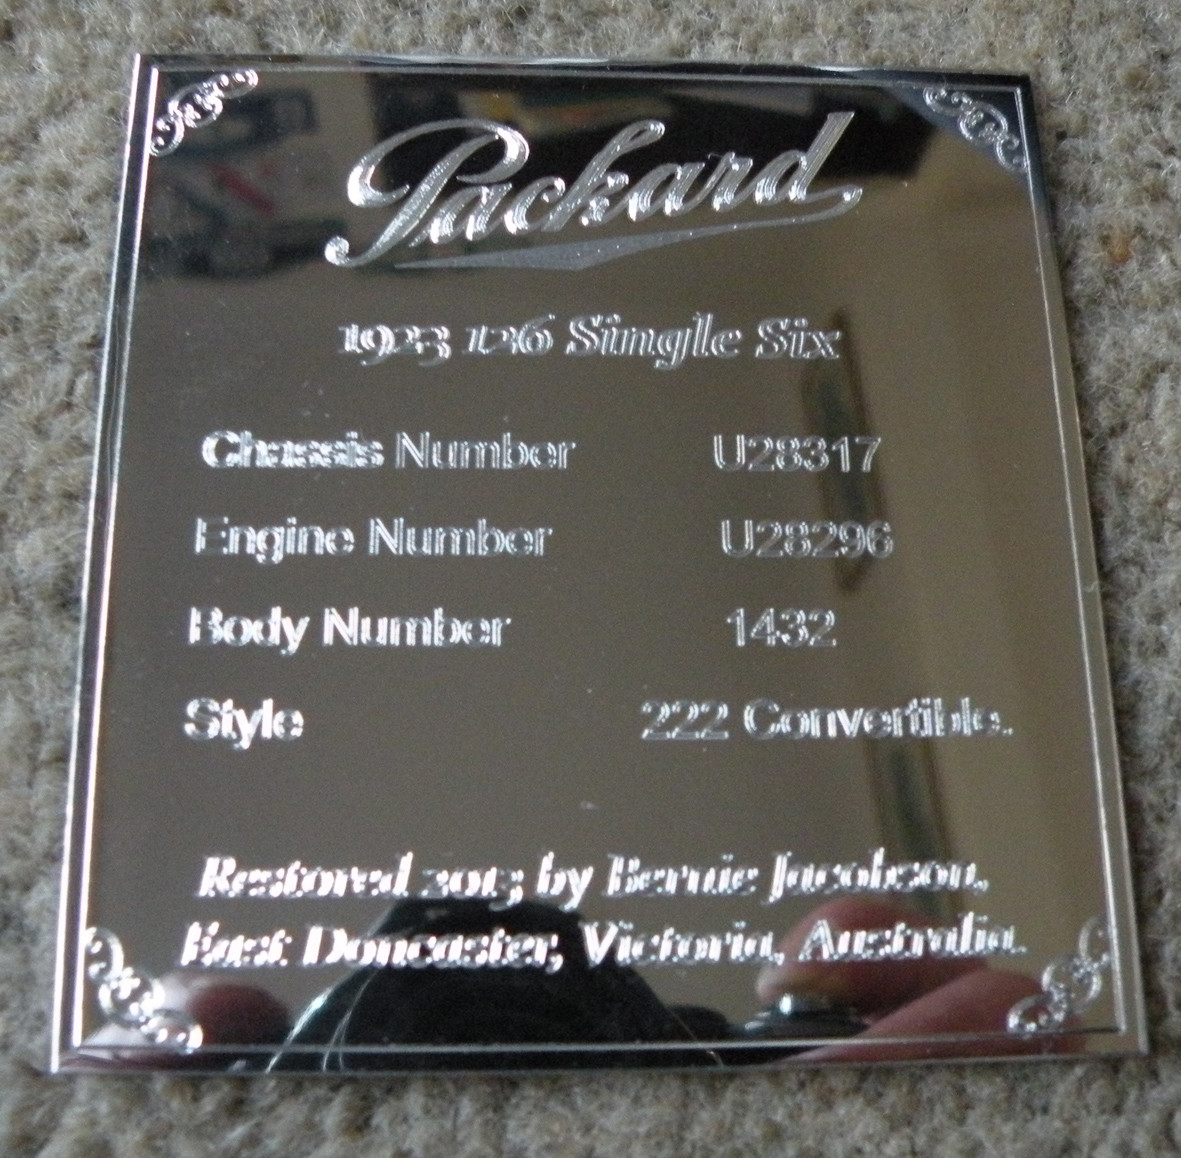 Packard
1923 126 Single Six
Chassis Number U28317
Engine Number U28296
Body Number 1432
Style 222 Convertible.
Restored 2015 by Bernie Jacobson,
East Doncaster, Victoria, Australia.